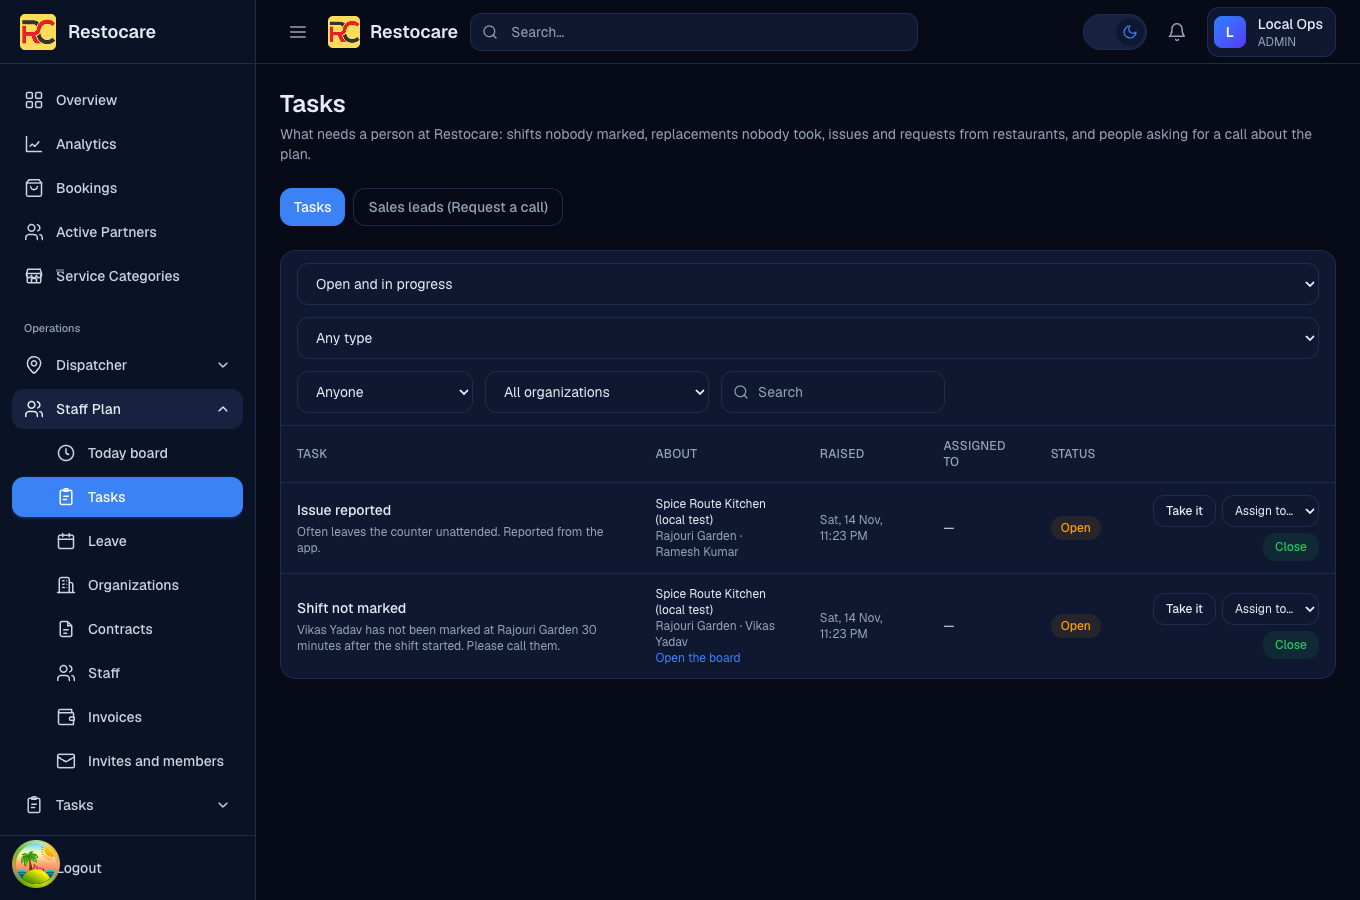 RC Restocare
RC Restocare
Search...
Local Ops
L
ADMIN
Overview
Analytics
Bookings
Active Partners
Service Categories
Operations
Dispatcher
Staff Plan
Today board
Tasks
Leave
Organizations
Contracts
Staff
Invoices
Invites and members
Tasks
Logout
Tasks
What needs a person at Restocare: shifts nobody marked, replacements nobody took, issues and requests from restaurants, and people asking for a call about the
plan.
Tasks
Sales leads (Request a call)
Open and in progress
Any type
Anyone
All organizations
Search
TASK
ABOUT
RAISED
ASSIGNED
TO
STATUS
Issue reported
Often leaves the counter unattended. Reported from the
app.
Spice Route Kitchen
(local test)
Rajouri Garden ·
Ramesh Kumar
Sat, 14 Nov,
11:23 PM
—
Open
Take it
Assign to...
Close
Shift not marked
Vikas Yadav has not been marked at Rajouri Garden 30
minutes after the shift started. Please call them.
Spice Route Kitchen
(local test)
Rajouri Garden · Vikas
Yadav
Open the board
Sat, 14 Nov,
11:23 PM
—
Open
Take it
Assign to...
Close